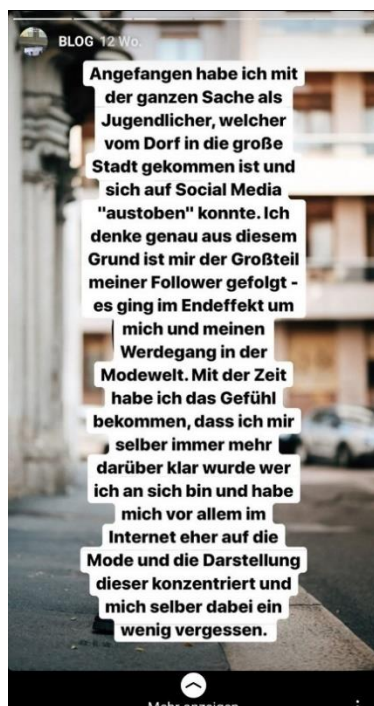 BLOG 12 Wo.
Angefangen habe ich mit
der ganzen Sache als
Jugendlicher, welcher
vom Dorf in die große
Stadt gekommen ist und
sich auf Social Media
"austoben" konnte. Ich
denke genau aus diesem
Grund ist mir der Großteil
meiner Follower gefolgt -
es ging im Endeffekt um
mich und meinen
Werdegang in der
Modewelt. Mit der Zeit
habe ich das Gefühl
bekommen, dass ich mir
selber immer mehr
darüber klar wurde wer
ich an sich bin und habe
mich vor allem im
Internet eher auf die
Mode und die Darstellung
dieser konzentriert und
mich selber dabei ein
wenig vergessen.
Mehr anzeigen